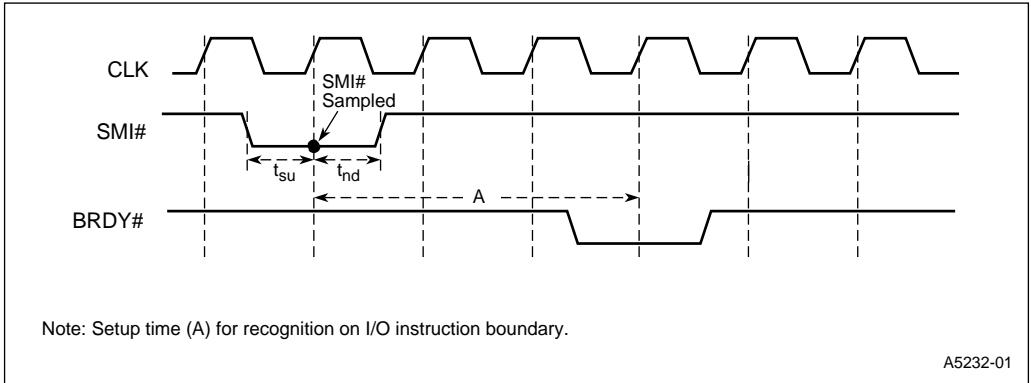 CLK
SMI#
Sampled
SMI#
tsu
tnd
A
BRDY#
Note: Setup time (A) for recognition on I/O instruction boundary.
A5232-01